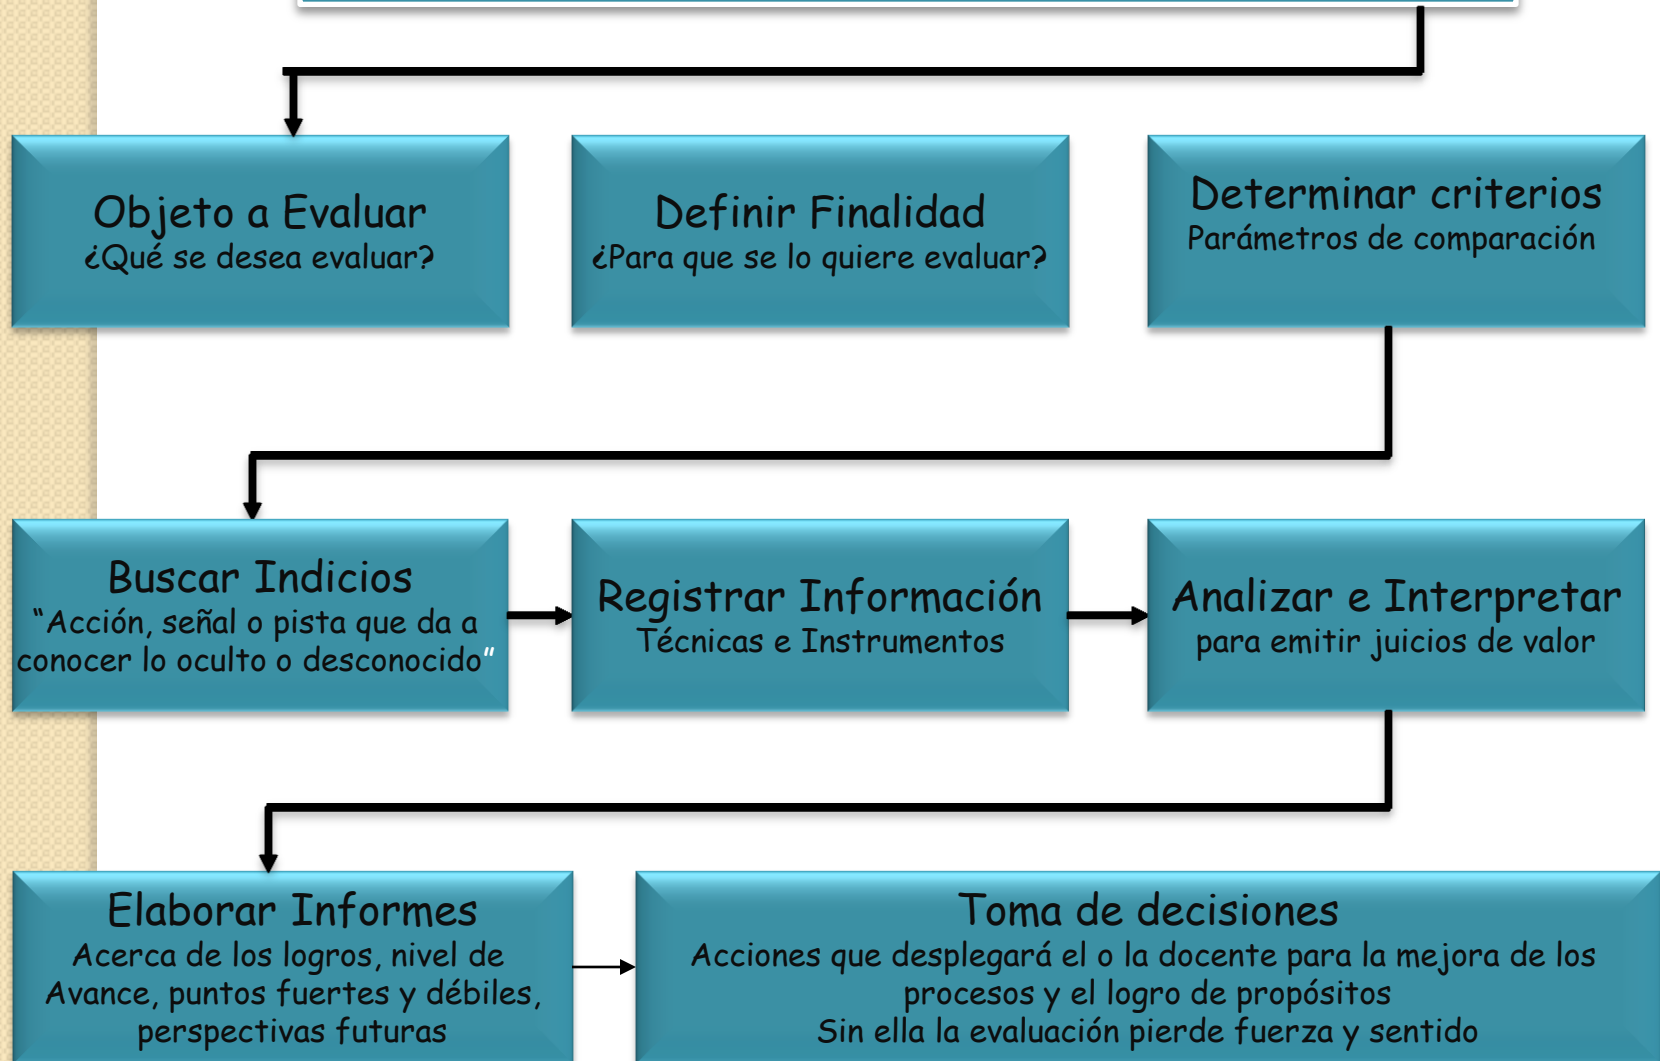 Objeto a Evaluar
¿Qué se desea evaluar?
Definir Finalidad
¿Para que se lo quiere evaluar?
Determinar criterios
Parámetros de comparación
Buscar Indicios
“Acción, señal o pista que da a
conocer lo oculto o desconocido”
Registrar Información
Técnicas e Instrumentos
Analizar e Interpretar
para emitir juicios de valor
Elaborar Informes
Acerca de los logros, nivel de
Avance, puntos fuertes y débiles,
perspectivas futuras
Toma de decisiones
Acciones que desplegará el o la docente para la mejora de los
procesos y el logro de propósitos
Sin ella la evaluación pierde fuerza y sentido